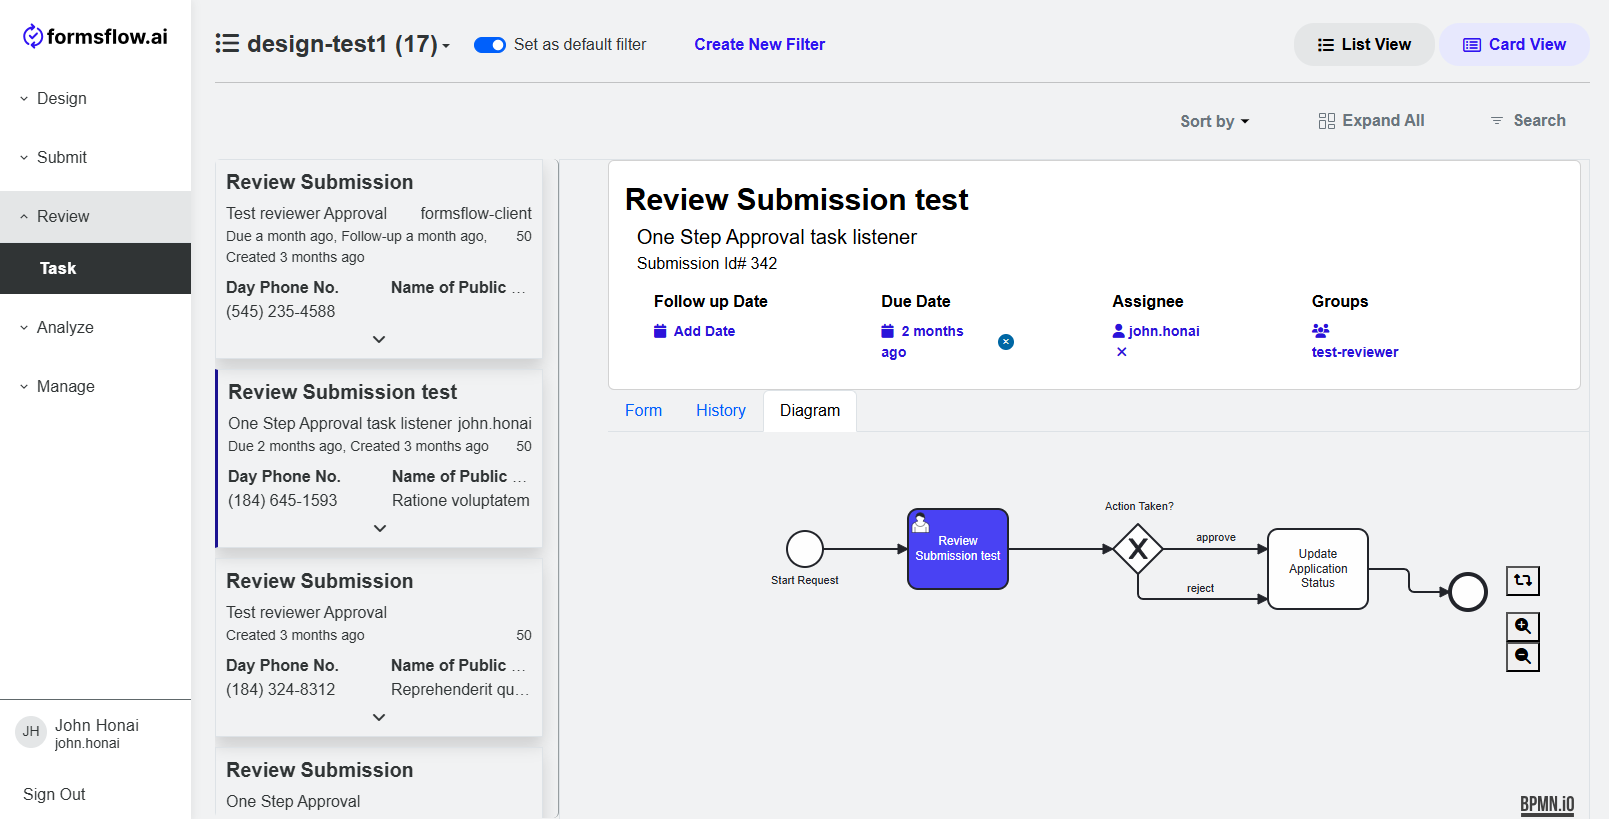 formsflow.ai
Design
Submit
Review
Task
Analyze
Manage
JH
John Honai
john.honai
Sign Out
design-test1 (17)
Set as default filter
Create New Filter
List View
Card View
Sort by
Expand All
Search
Review Submission
Test reviewer Approval formsflow-client
Due a month ago, Follow-up a month ago, 50
Created 3 months ago
Day Phone No. Name of Public ...
(545) 235-4588
Review Submission test
One Step Approval task listener john.honai
Due 2 months ago, Created 3 months ago 50
Day Phone No. Name of Public ...
(184) 645-1593 Ratione voluptatem
Review Submission
Test reviewer Approval
Created 3 months ago 50
Day Phone No. Name of Public ...
(184) 324-8312 Reprehenderit qu...
Review Submission
One Step Approval
Review Submission test
One Step Approval task listener
Submission Id# 342
Follow up Date Due Date Assignee Groups
Add Date 2 months john.honai
ago test-reviewer
Form History Diagram
Action Taken?
Start Request
Review
Submission test
approve
reject
Update
Application
Status
BPMN.iO